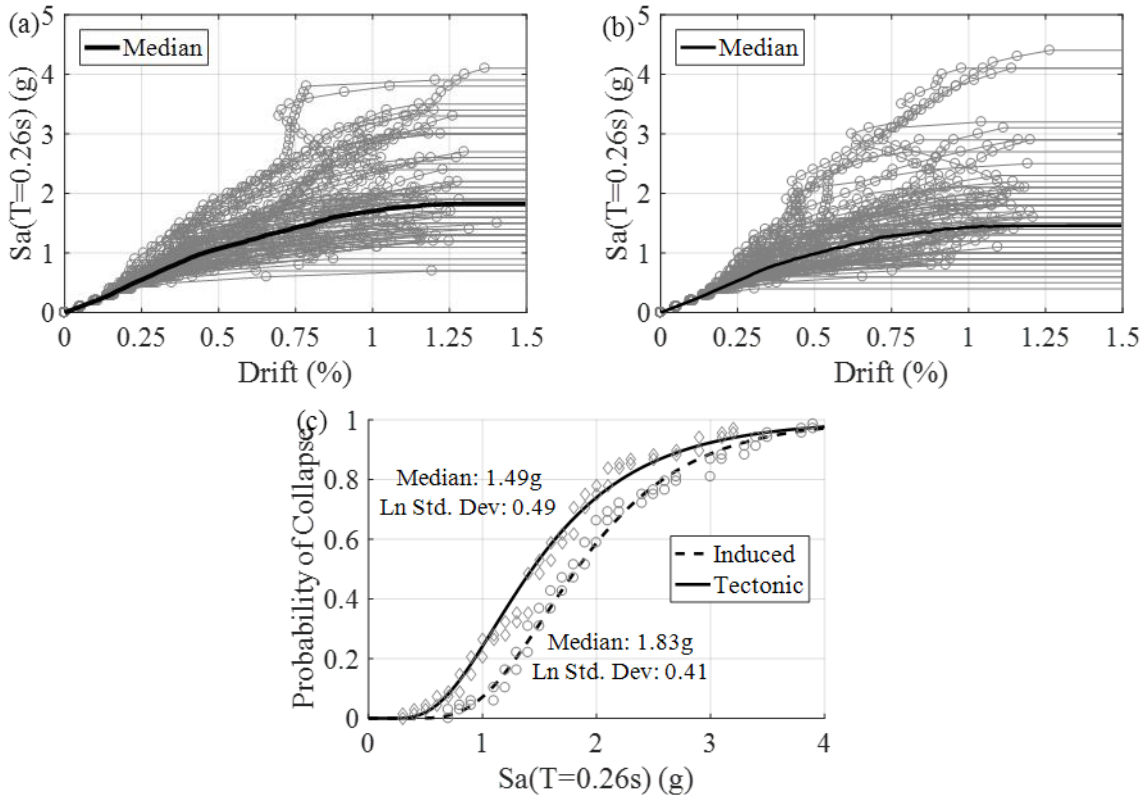 (a)
Median
Sa(T=0.26s) (g)
5
4
3
2
1
0
0 0.25 0.5 0.75 1 1.25 1.5
Drift (%)
(b)
Median
Sa(T=0.26s) (g)
5
4
3
2
1
0
0 0.25 0.5 0.75 1 1.25 1.5
Drift (%)
(c)
Probability of Collapse
1
0.8
0.6
0.4
0.2
0
Median: 1.49g
Ln Std. Dev: 0.49
Induced
Tectonic
Median: 1.83g
Ln Std. Dev: 0.41
0 1 2 3 4
Sa(T=0.26s) (g)